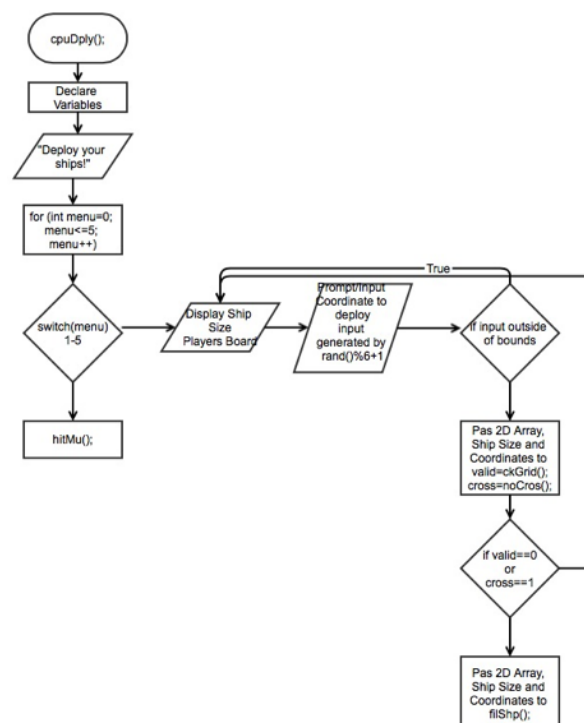 cpuDply();
Declare
Variables
"Deploy your
ships!"
for (int menu=0;
menu<=5;
menu++)
switch(menu)
1-5
hitMu();
Display Ship
Size
Players Board
Prompt/Input
Coordinate to
deploy
input
generated by
rand()%6+1
True
If input outside
of bounds
Pas 2D Array,
Ship Size and
Coordinates to
valid=ckGrid();
cross=noCros();
if valid==0
or
cross==1
Pas 2D Array,
Ship Size and
Coordinates to
filShp();